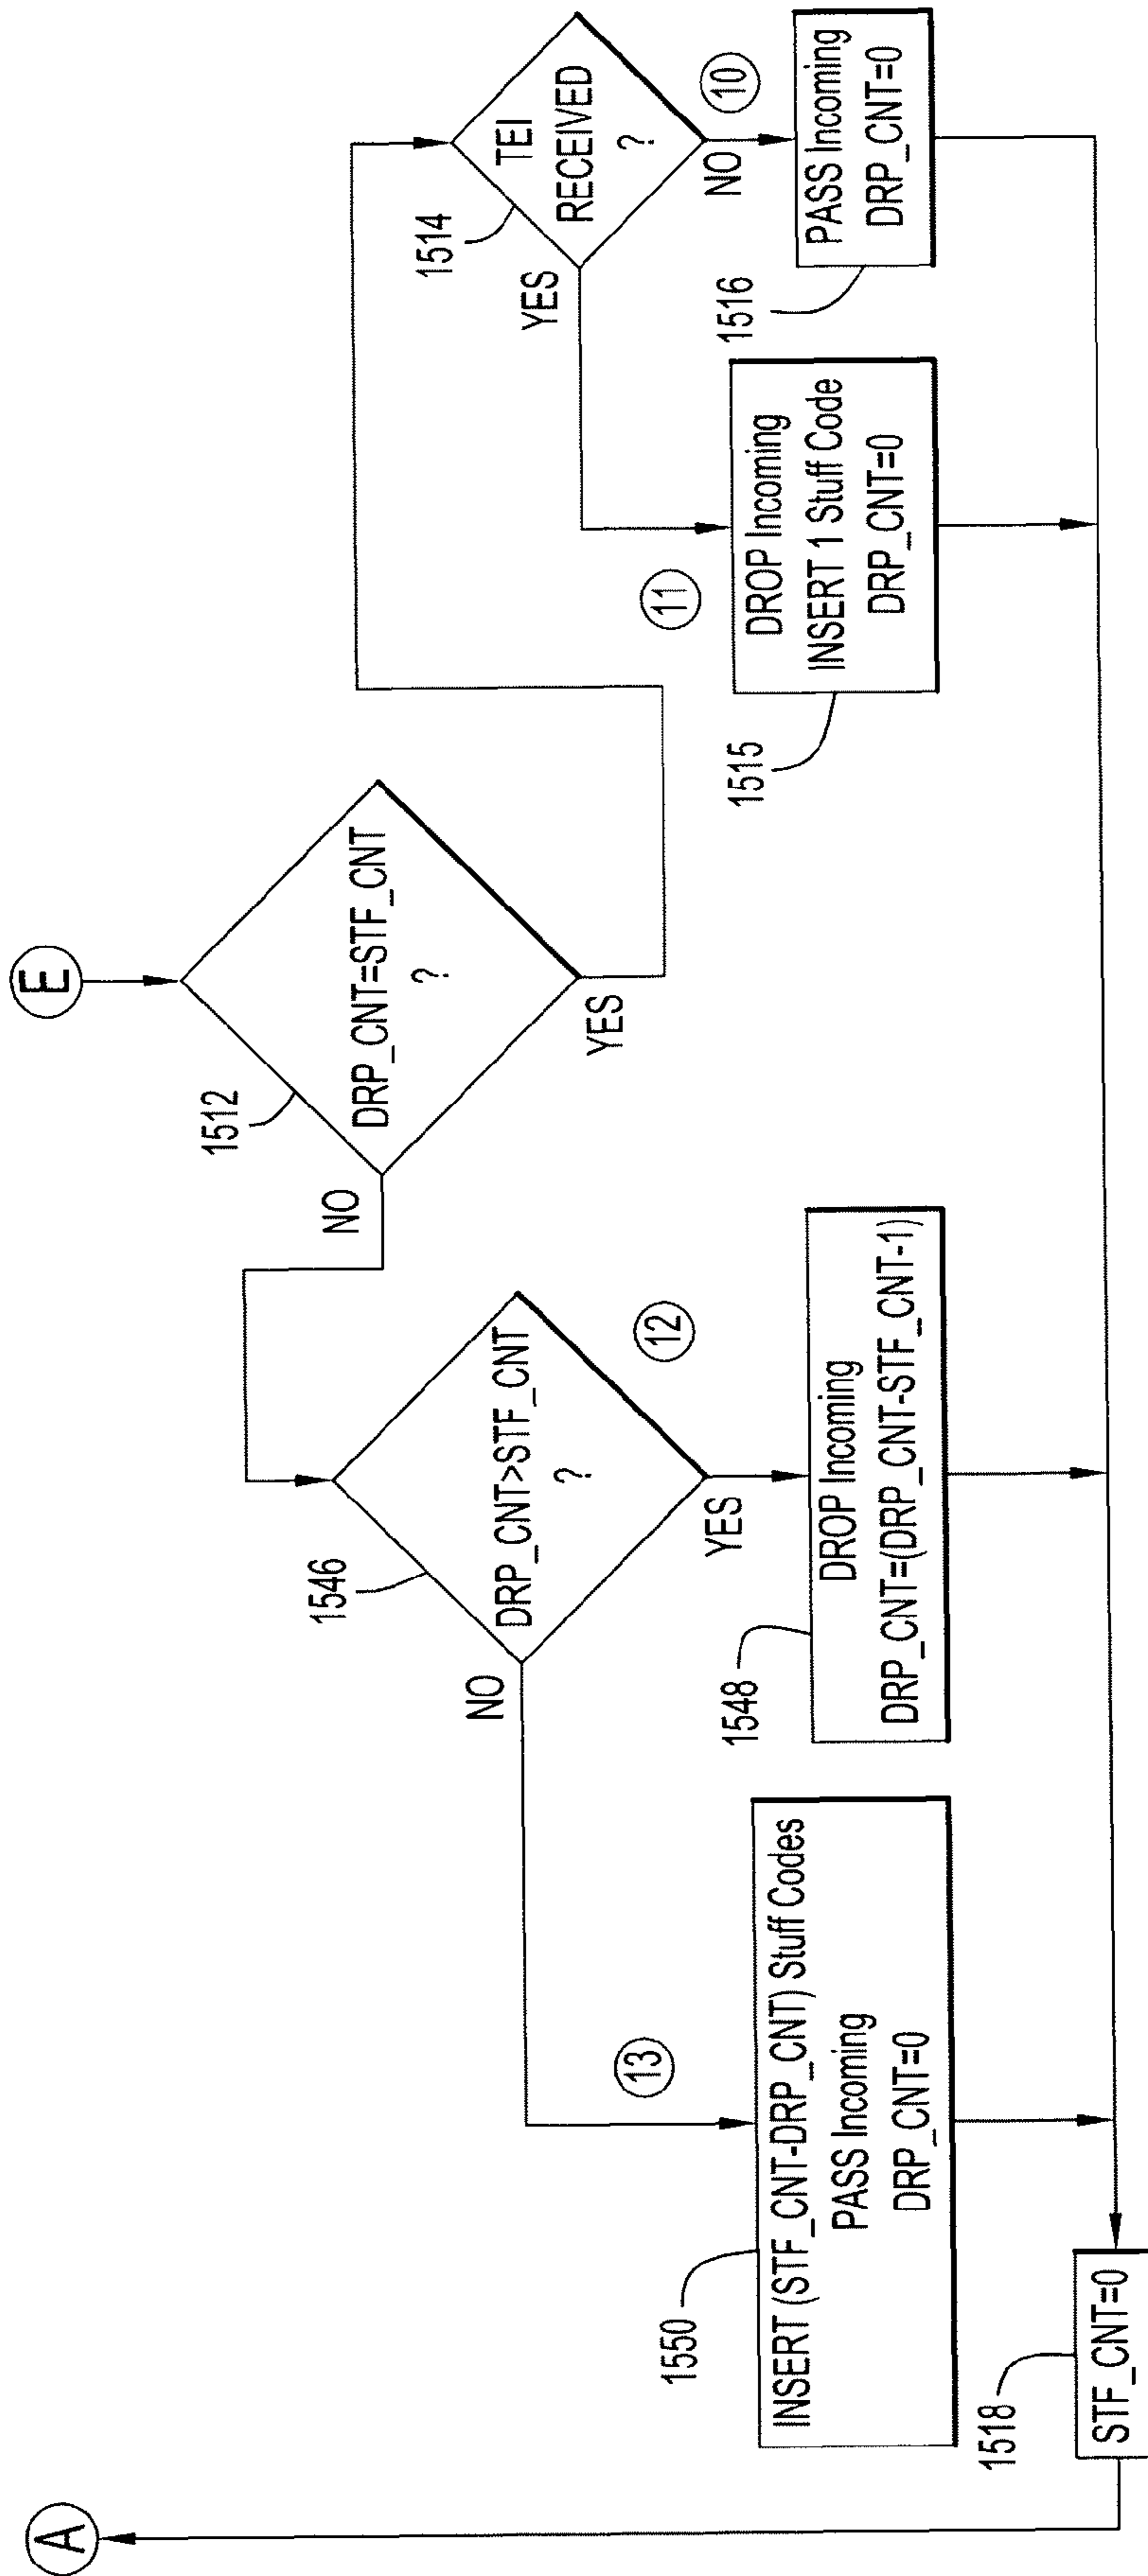 E
1512
DRP_CNT=STF_CNT
?
NO
YES
1546
DRP_CNT>STF_CNT
?
NO
YES
12
13
1514
TEI
RECEIVED
?
YES
NO
10
11
1550
INSERT (STF_CNT-DRP_CNT) Stuff Codes
PASS Incoming
DRP_CNT=0
1548
DROP Incoming
DRP_CNT=(DRP_CNT-STF_CNT-1)
1515
DROP Incoming
INSERT 1 Stuff Code
DRP_CNT=0
1516
PASS Incoming
DRP_CNT=0
1518
STF_CNT=0
A